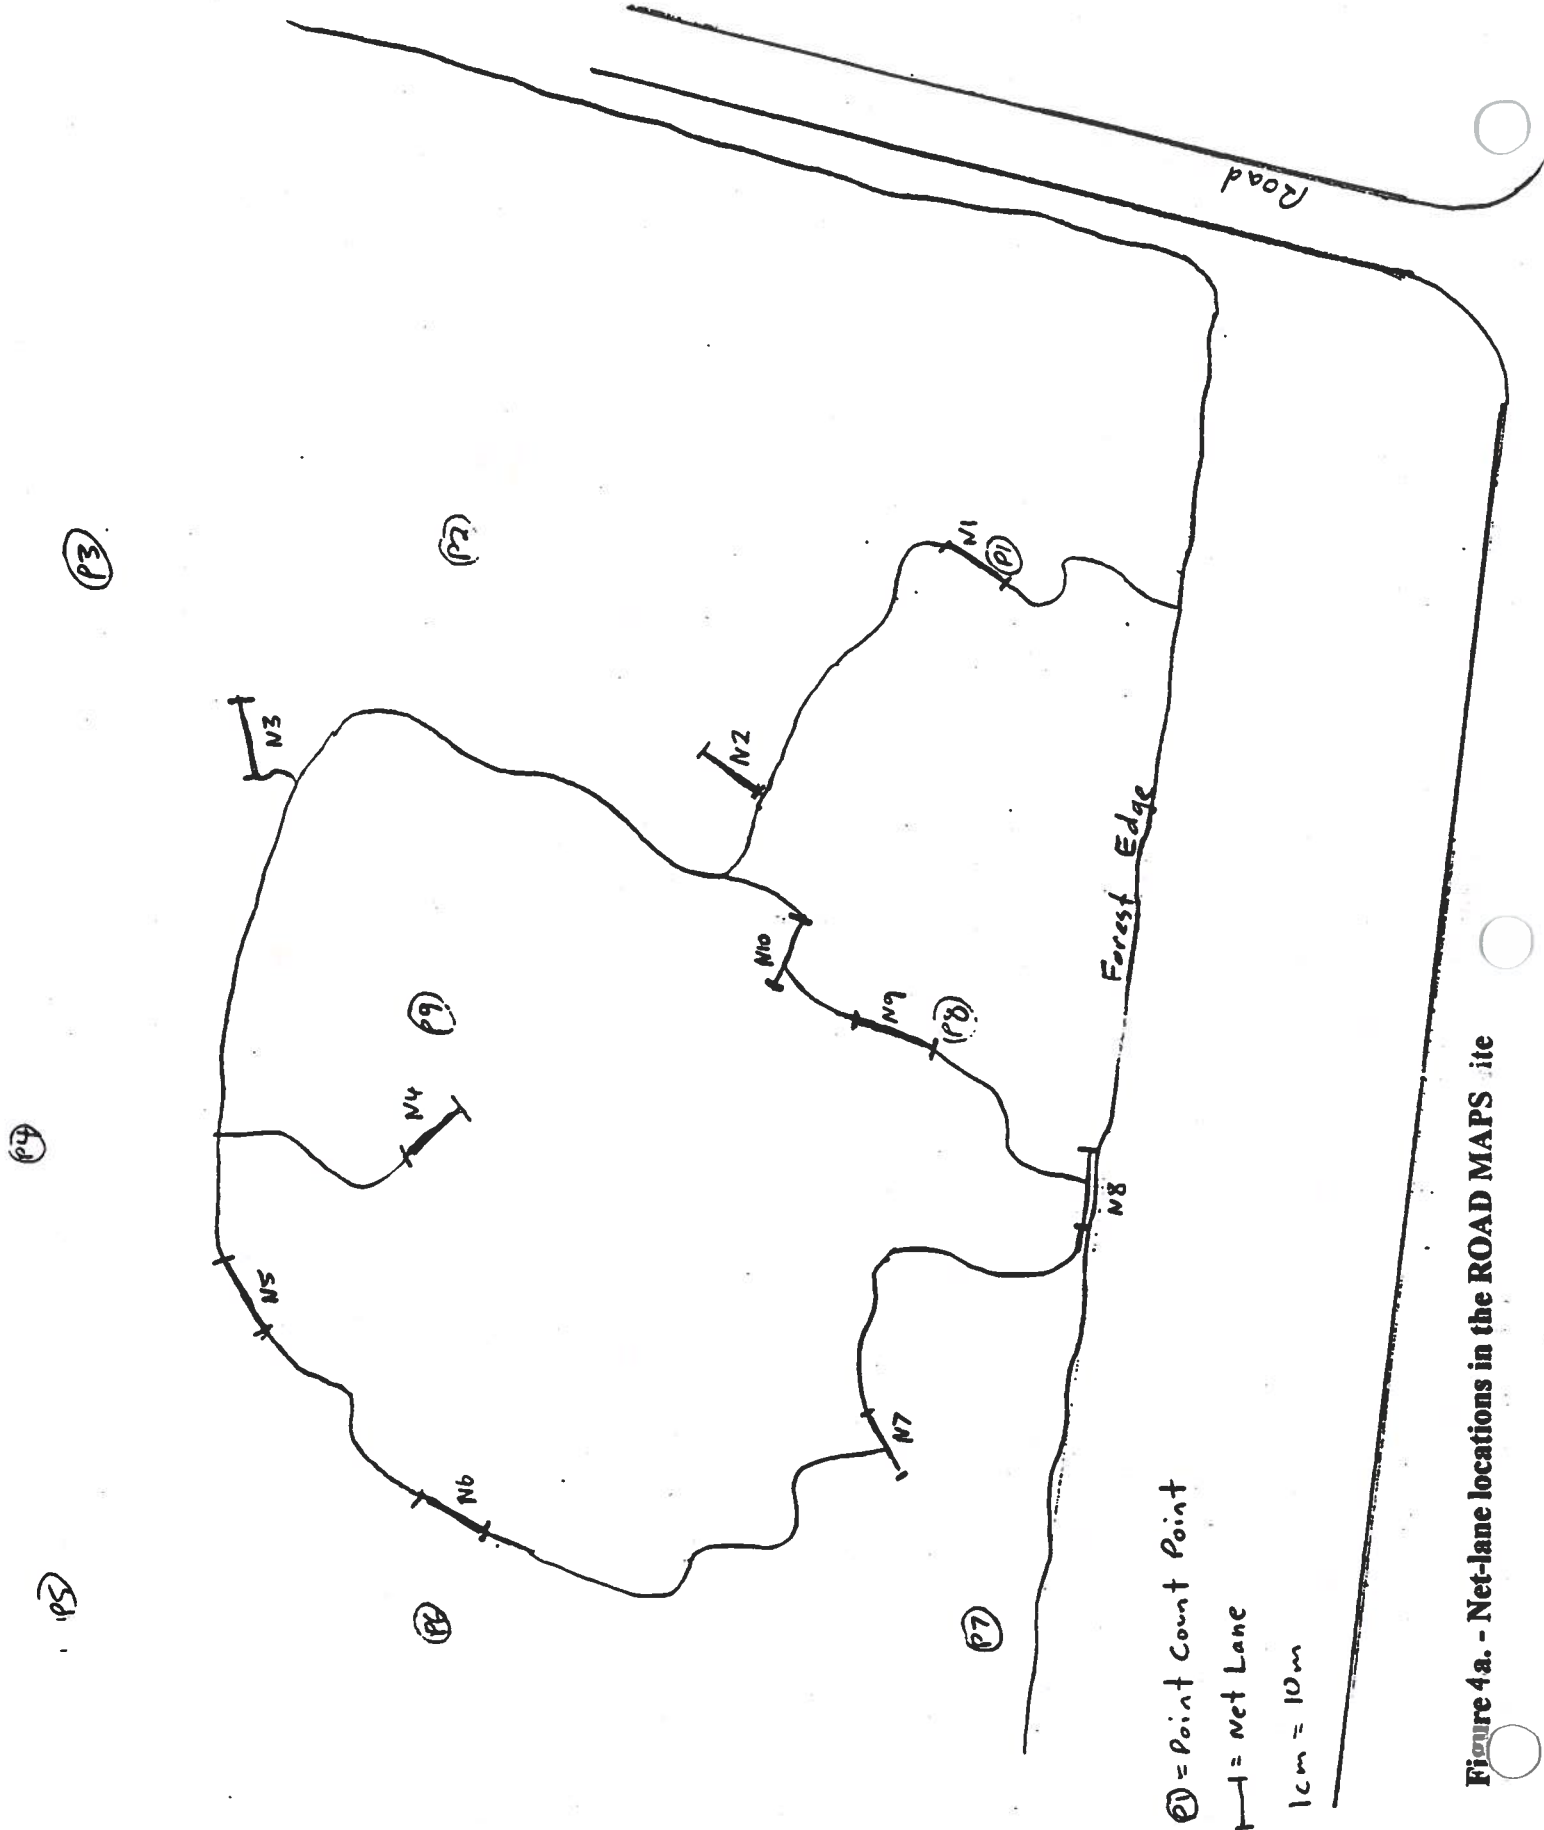 P5
P4
P3
P6
P9
P2
N5
N4
N3
N6
N10
N2
N7
N9
P8
N1
P1
P7
N8
Forest Edge
Road
P1 = Point Count Point
= Net Lane
1cm = 10m
Figure 4a. - Net-lane locations in the ROAD MAPS ite